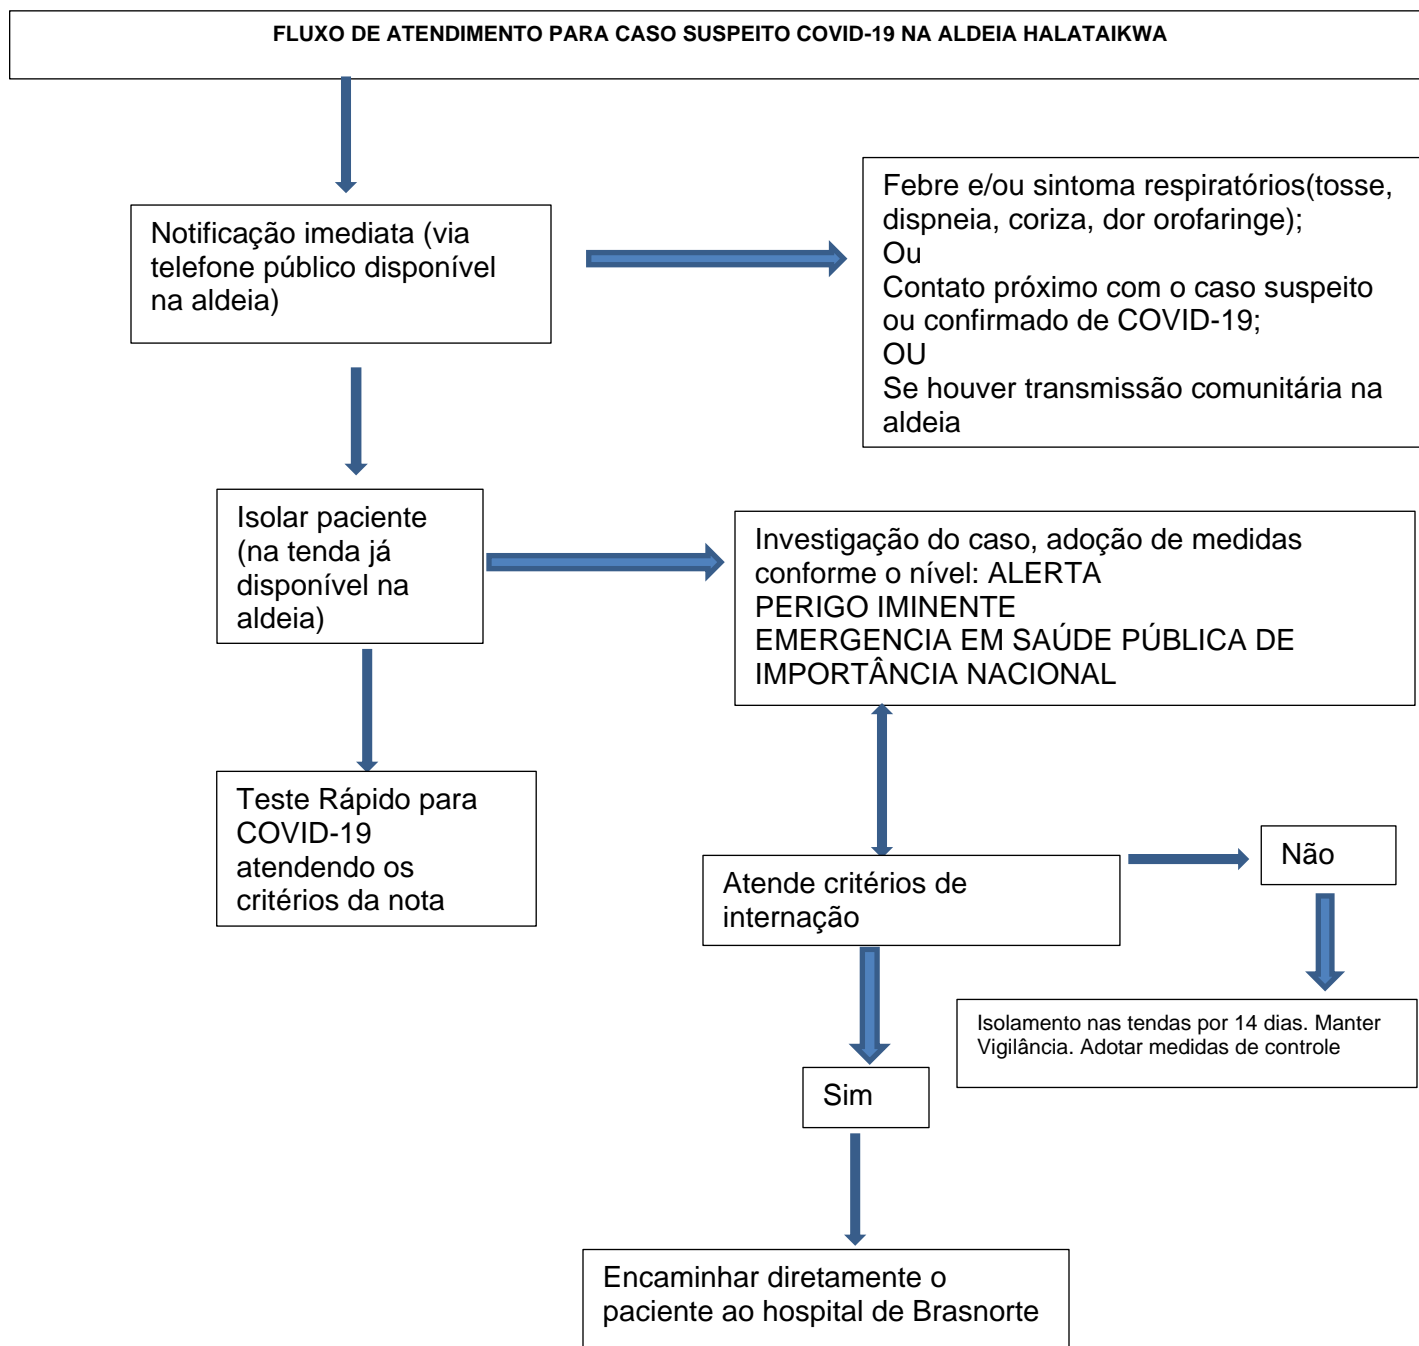 FLUXO DE ATENDIMENTO PARA CASO SUSPEITO COVID-19 NA ALDEIA HALATAIKWA
Notificação imediata (via
telefone público disponível
na aldeia)
Febre e/ou sintoma respiratórios(tosse,
dispneia, coriza, dor orofaringe);
Ou
Contato próximo com o caso suspeito
ou confirmado de COVID-19;
OU
Se houver transmissão comunitária na
aldeia
Isolar paciente
(na tenda já
disponível na
aldeia)
Investigação do caso, adoção de medidas
conforme o nível: ALERTA
PERIGO IMINENTE
EMERGENCIA EM SAÚDE PÚBLICA DE
IMPORTÂNCIA NACIONAL
Teste Rápido para
COVID-19
atendendo os
critérios da nota
Atende critérios de
internação
Não
Isolamento nas tendas por 14 dias. Manter
Vigilância. Adotar medidas de controle
Sim
Encaminhar diretamente o
paciente ao hospital de Brasnorte